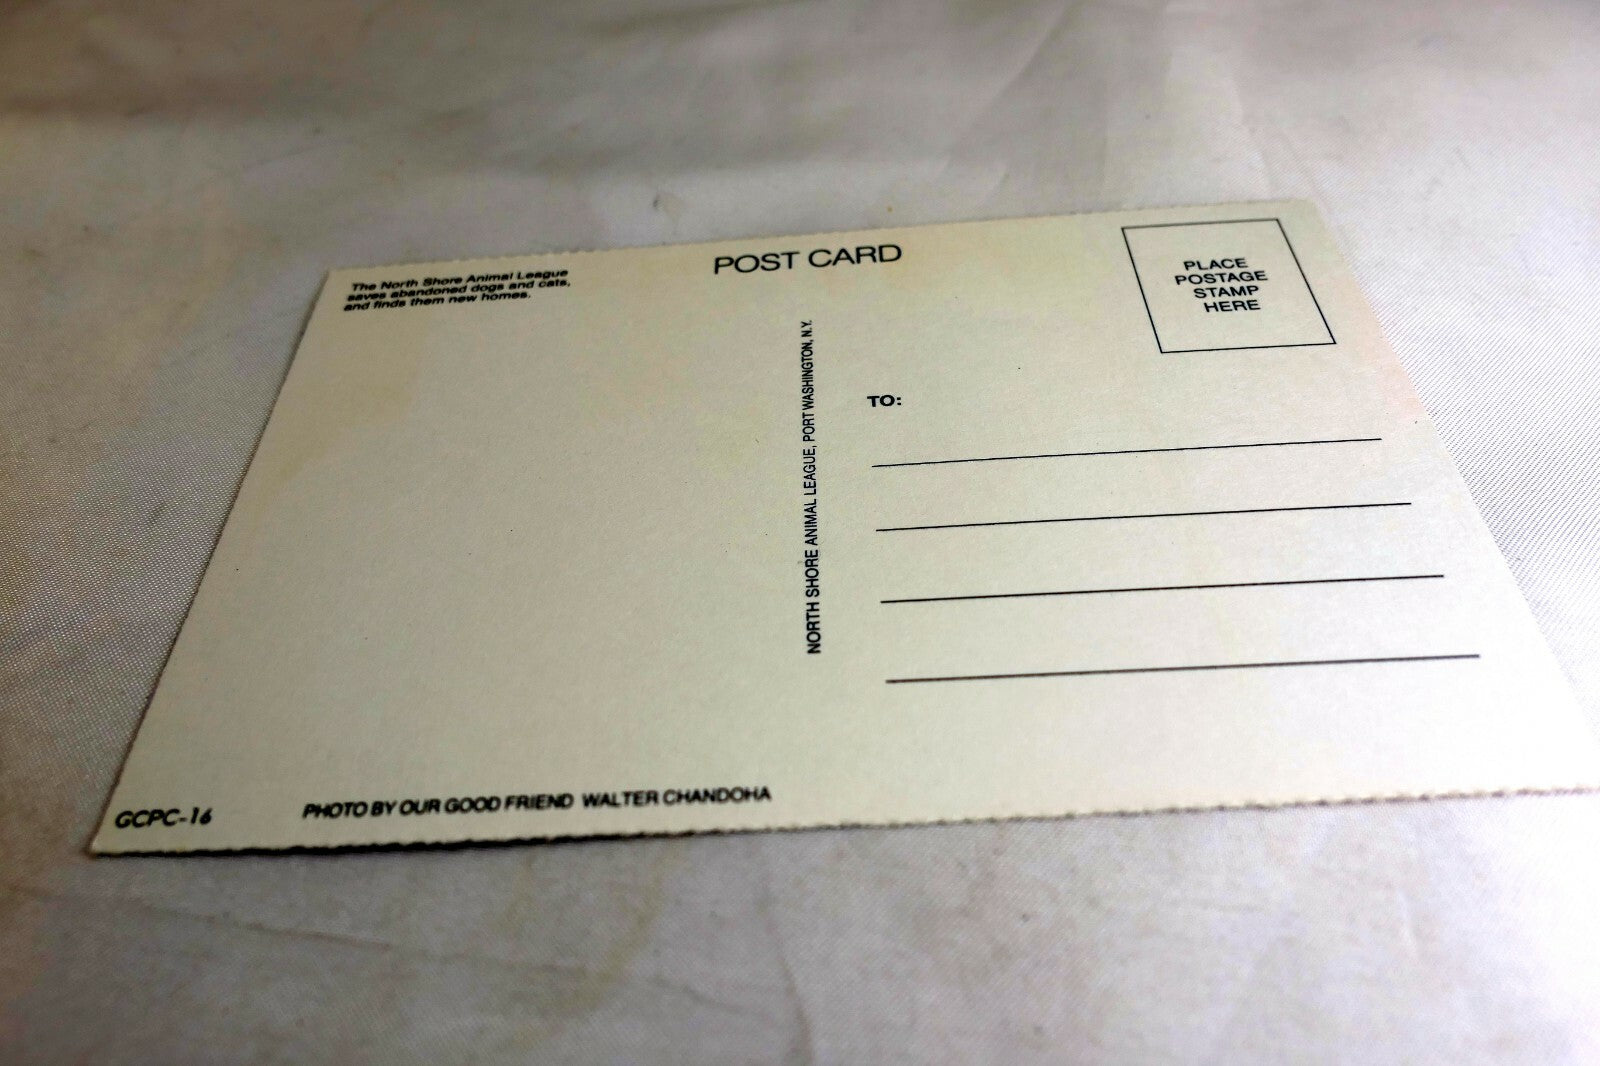 The North Shore Animal League
saves abandoned dogs and cats,
and finds them new homes.
POST CARD
PLACE
POSTAGE
STAMP
HERE
NORTH SHORE ANIMAL LEAGUE, PORT WASHINGTON, N.Y.
TO:
GCPC-16
PHOTO BY OUR GOOD FRIEND WALTER CHANDOHA